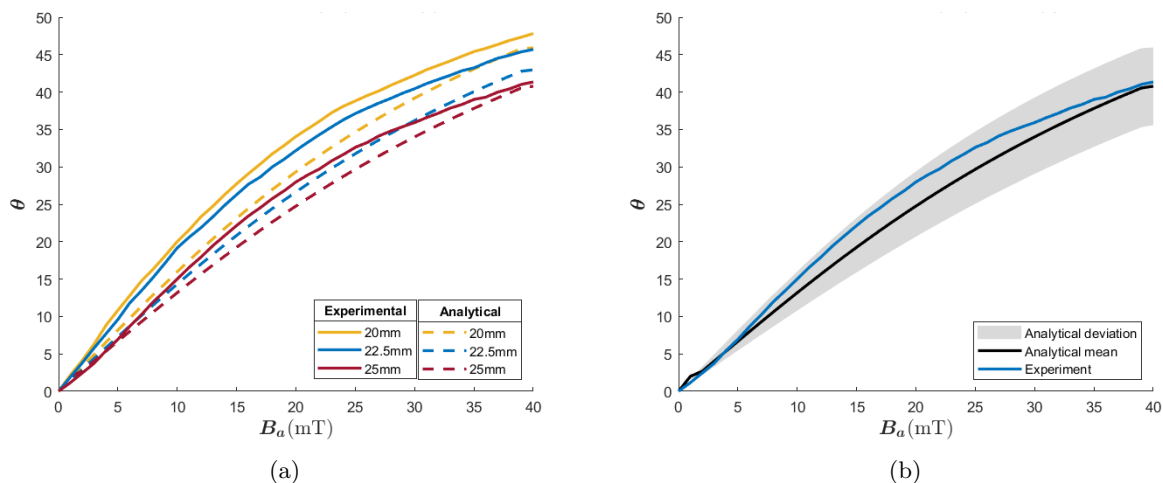 50
45
40
35
30
25
20
15
10
5
0
θ
0 5 10 15 20 25 30 35 40
B_a(mT)
Experimental Analytical
20mm 20mm
22.5mm 22.5mm
25mm 25mm
(a)
50
45
40
35
30
25
20
15
10
5
0
θ
0 5 10 15 20 25 30 35 40
B_a(mT)
Analytical deviation
Analytical mean
Experiment
(b)